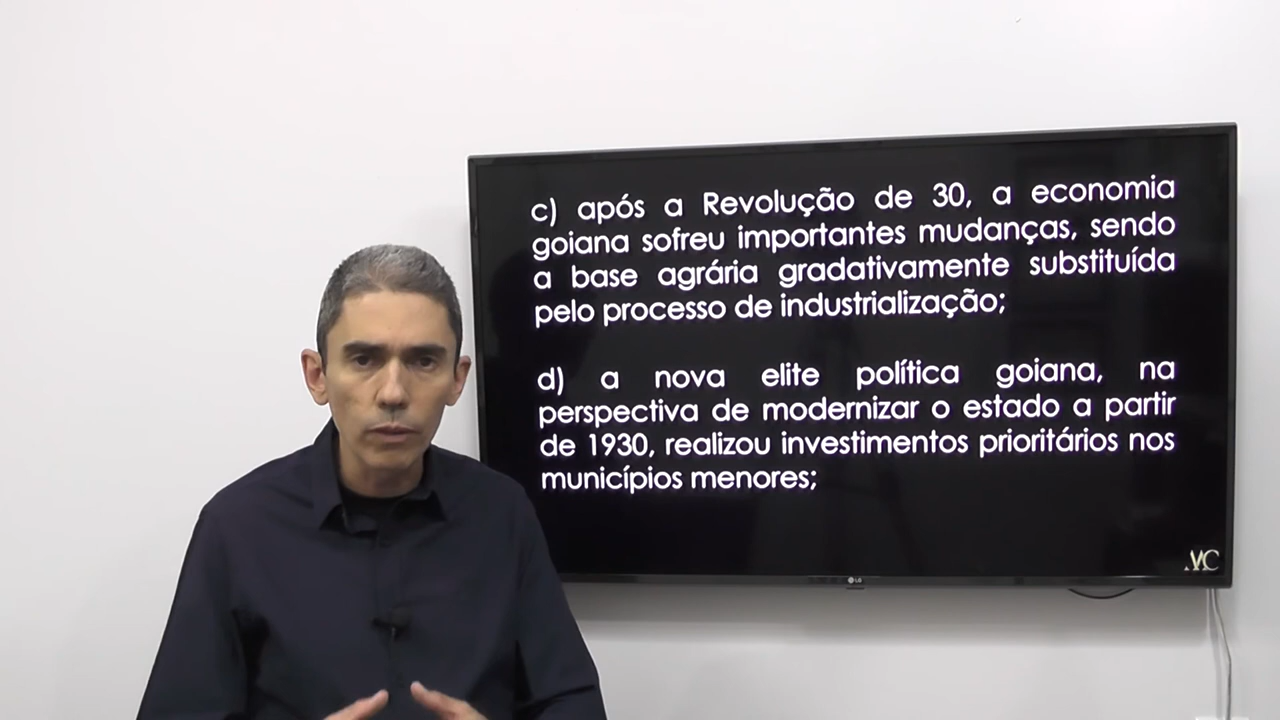 c) após a Revolução de 30, a economia
goiana sofreu importantes mudanças, sendo
a base agrária gradativamente substituída
pelo processo de industrialização;
d) a nova elite política goiana, na
perspectiva de modernizar o estado a partir
de 1930, realizou investimentos prioritários nos
municípios menores;
MC
LG